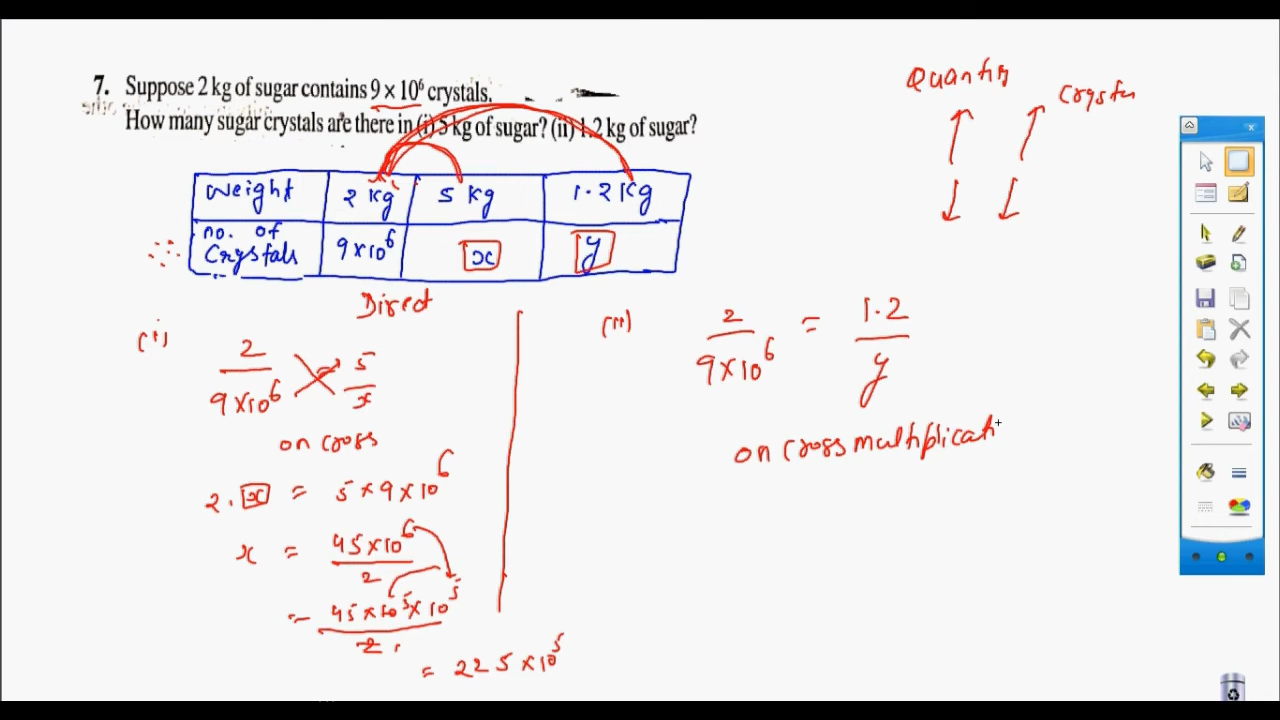 7. Suppose 2 kg of sugar contains 9 × 10⁶ crystals.
How many sugar crystals are there in (i) 5 kg of sugar? (ii) 1.2 kg of sugar?
Quantity
Crysten
Weight 2 Kg 5 Kg 1.2 Kg
no. of Crystals 9×10⁶ x y
Direct
(i)
2/9×10⁶ 5/x
on cross
2. x = 5 × 9 × 10⁶
x = 45×10⁶/2
= 45×10⁵×10⁵/2
= 225×10⁵
(ii)
2/9×10⁶ = 1.2/y
on cross multiplicati